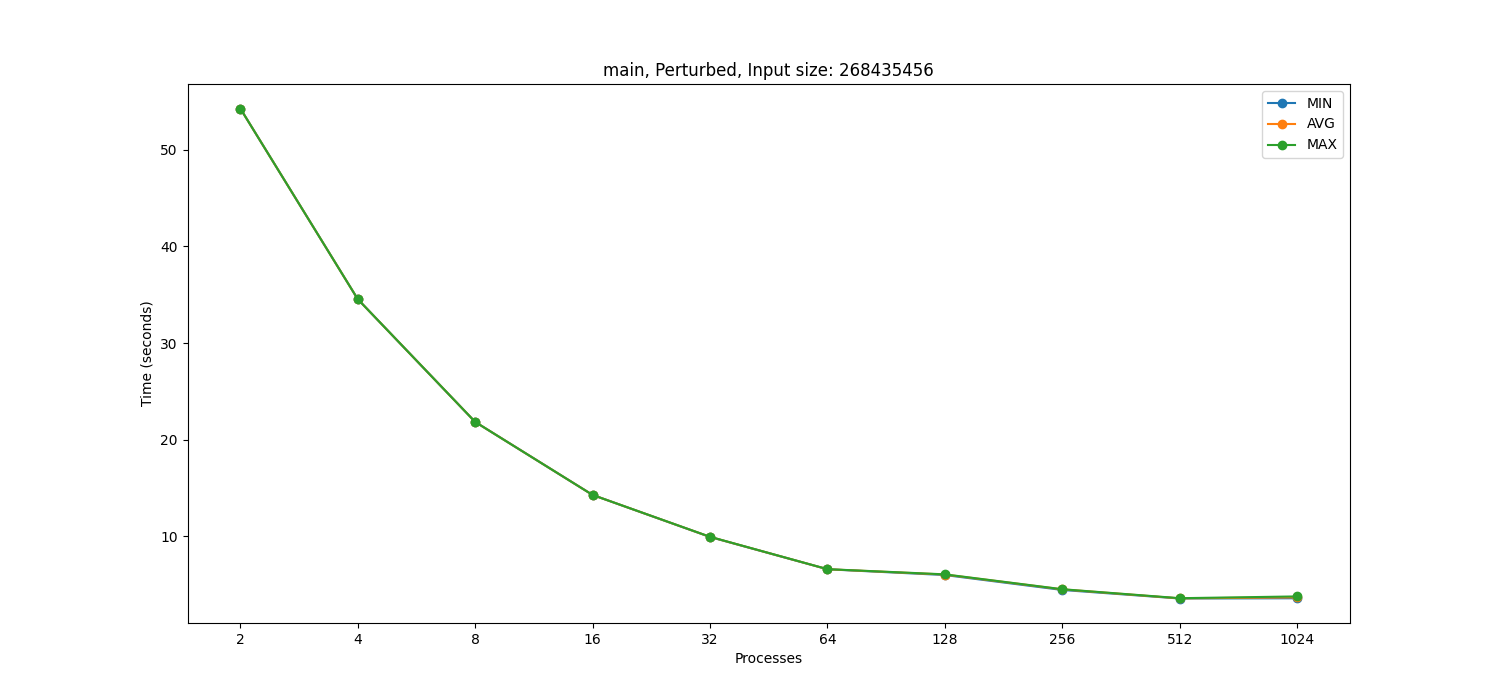 main, Perturbed, Input size: 268435456
MIN
AVG
MAX
50
40
30
20
10
Time (seconds)
2 4 8 16 32 64 128 256 512 1024
Processes